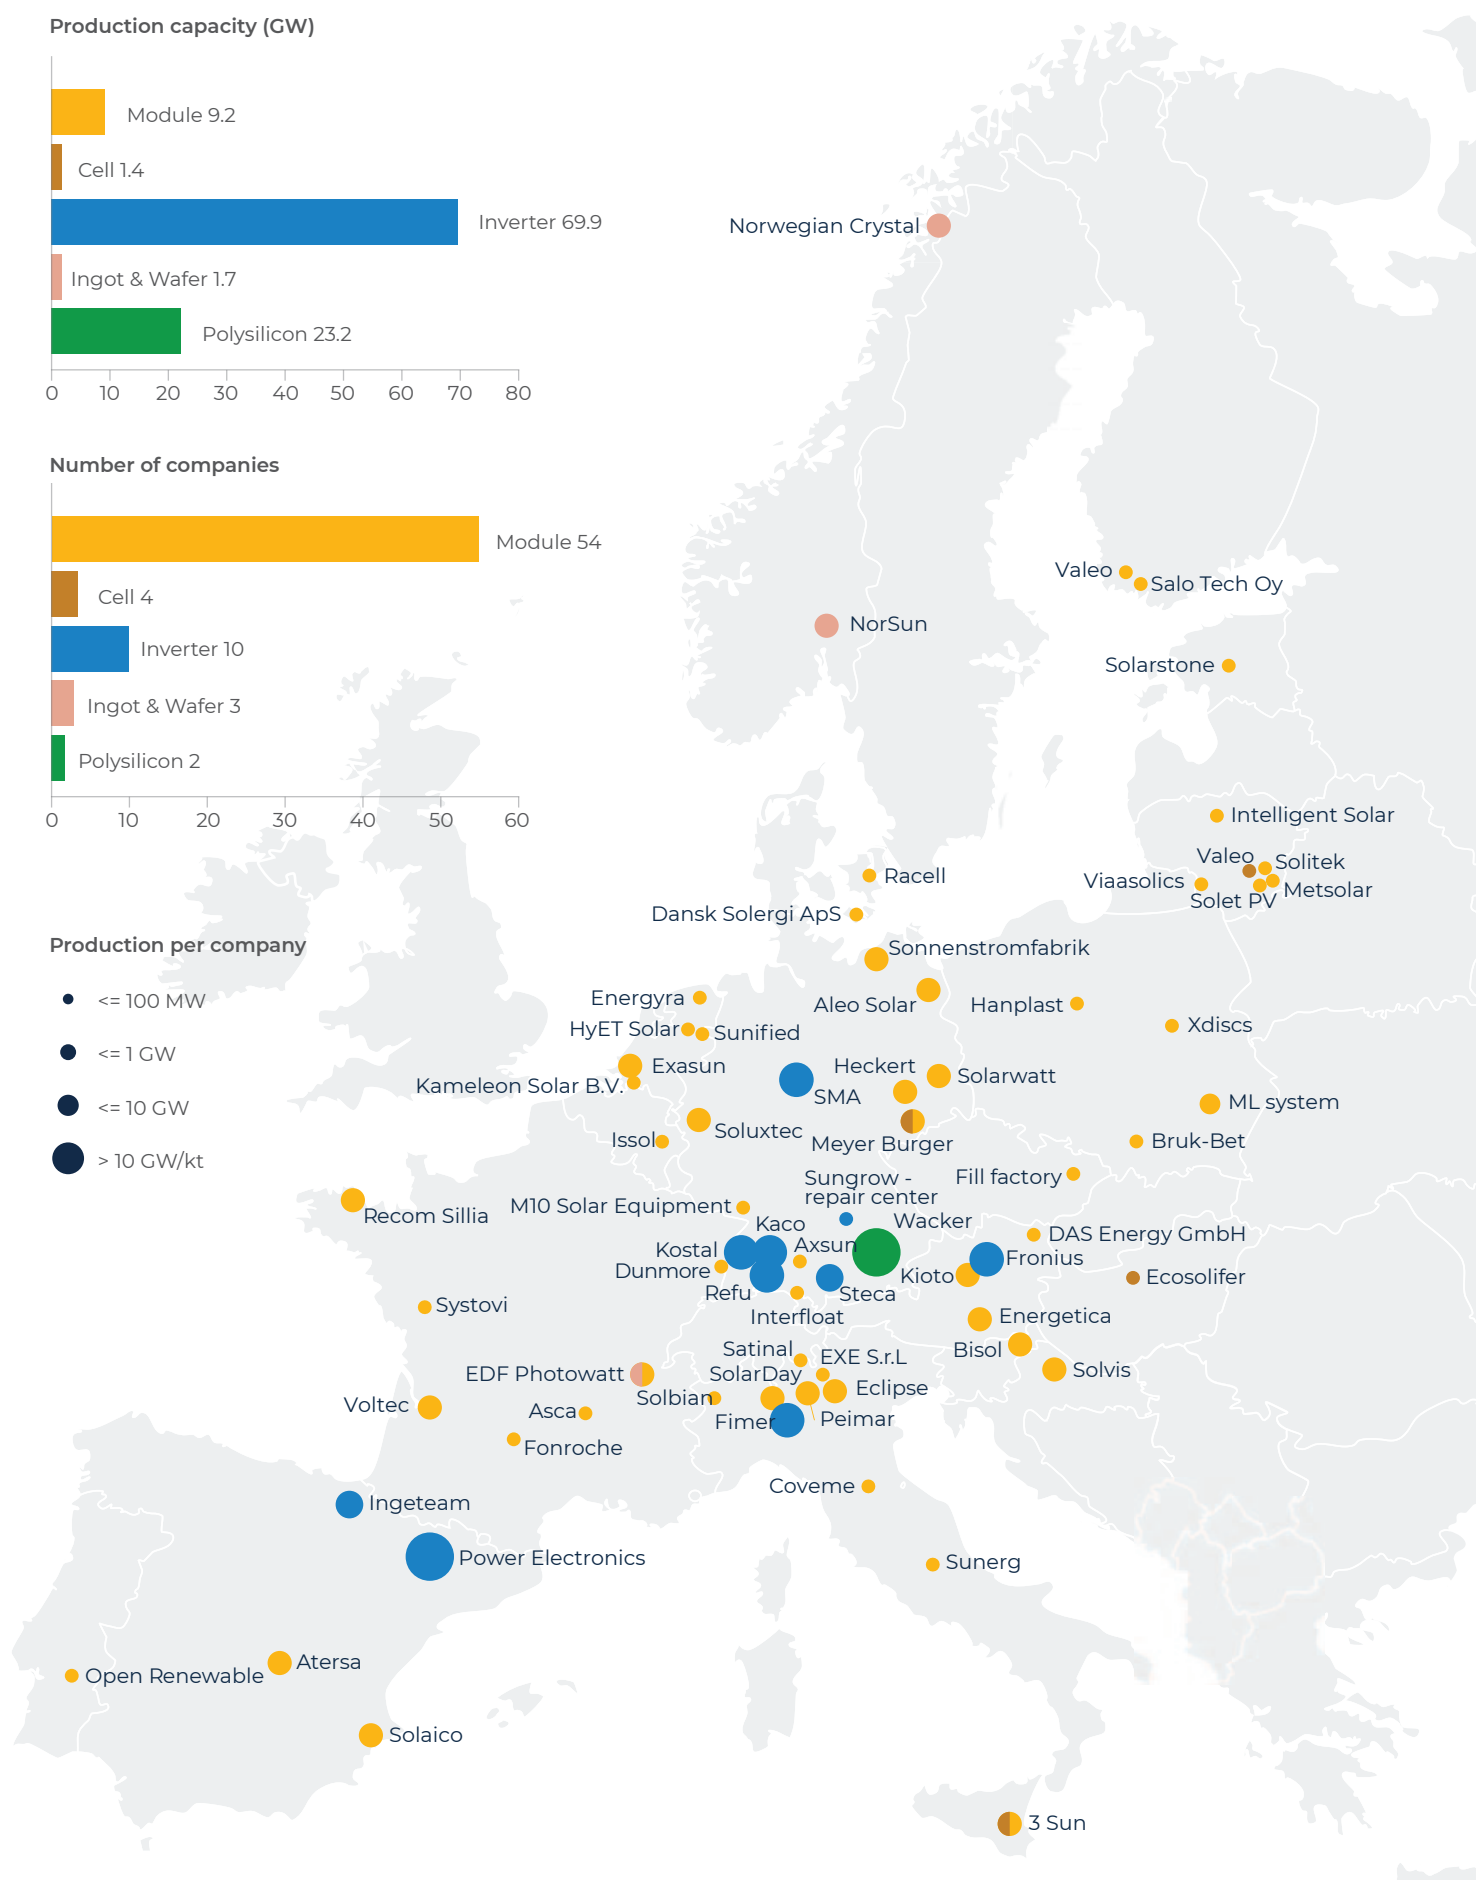 Production capacity (GW)
Module 9.2
Cell 1.4
Inverter 69.9
Ingot & Wafer 1.7
Polysilicon 23.2
0 10 20 30 40 50 60 70 80
Number of companies
Module 54
Cell 4
Inverter 10
Ingot & Wafer 3
Polysilicon 2
0 10 20 30 40 50 60
Production per company
<= 100 MW
<= 1 GW
<= 10 GW
> 10 GW/kt
Norwegian Crystal
Valeo
Salo Tech Oy
NorSun
Solarstone
Intelligent Solar
Valeo
Solitek
Racell
Viaasolics
Metsolar
Solet PV
Dansk Solergi ApS
Sonnenstromfabrik
Energyra
Aleo Solar
Hanplast
HyET Solar
Sunified
Xdiscs
Exasun
Heckert
Solarwatt
Kameleon Solar B.V.
SMA
ML system
Soluxtec
Issol
Meyer Burger
Bruk-Bet
Sungrow -
repair center
Fill factory
M10 Solar Equipment
Recom Sillia
Kaco
Wacker
DAS Energy GmbH
Kostal
Axsun
Fronius
Dunmore
Kioto
Ecosolifer
Refu
Steca
Systovi
Interfloat
Energetica
Satinal
EXE S.r.L
Bisol
EDF Photowatt
SolarDay
Solvis
Eclipse
Solbian
Voltec
Asca
Fimer
Peimar
Fonroche
Coveme
Ingeteam
Power Electronics
Sunerg
Atersa
Open Renewable
Solaico
3 Sun